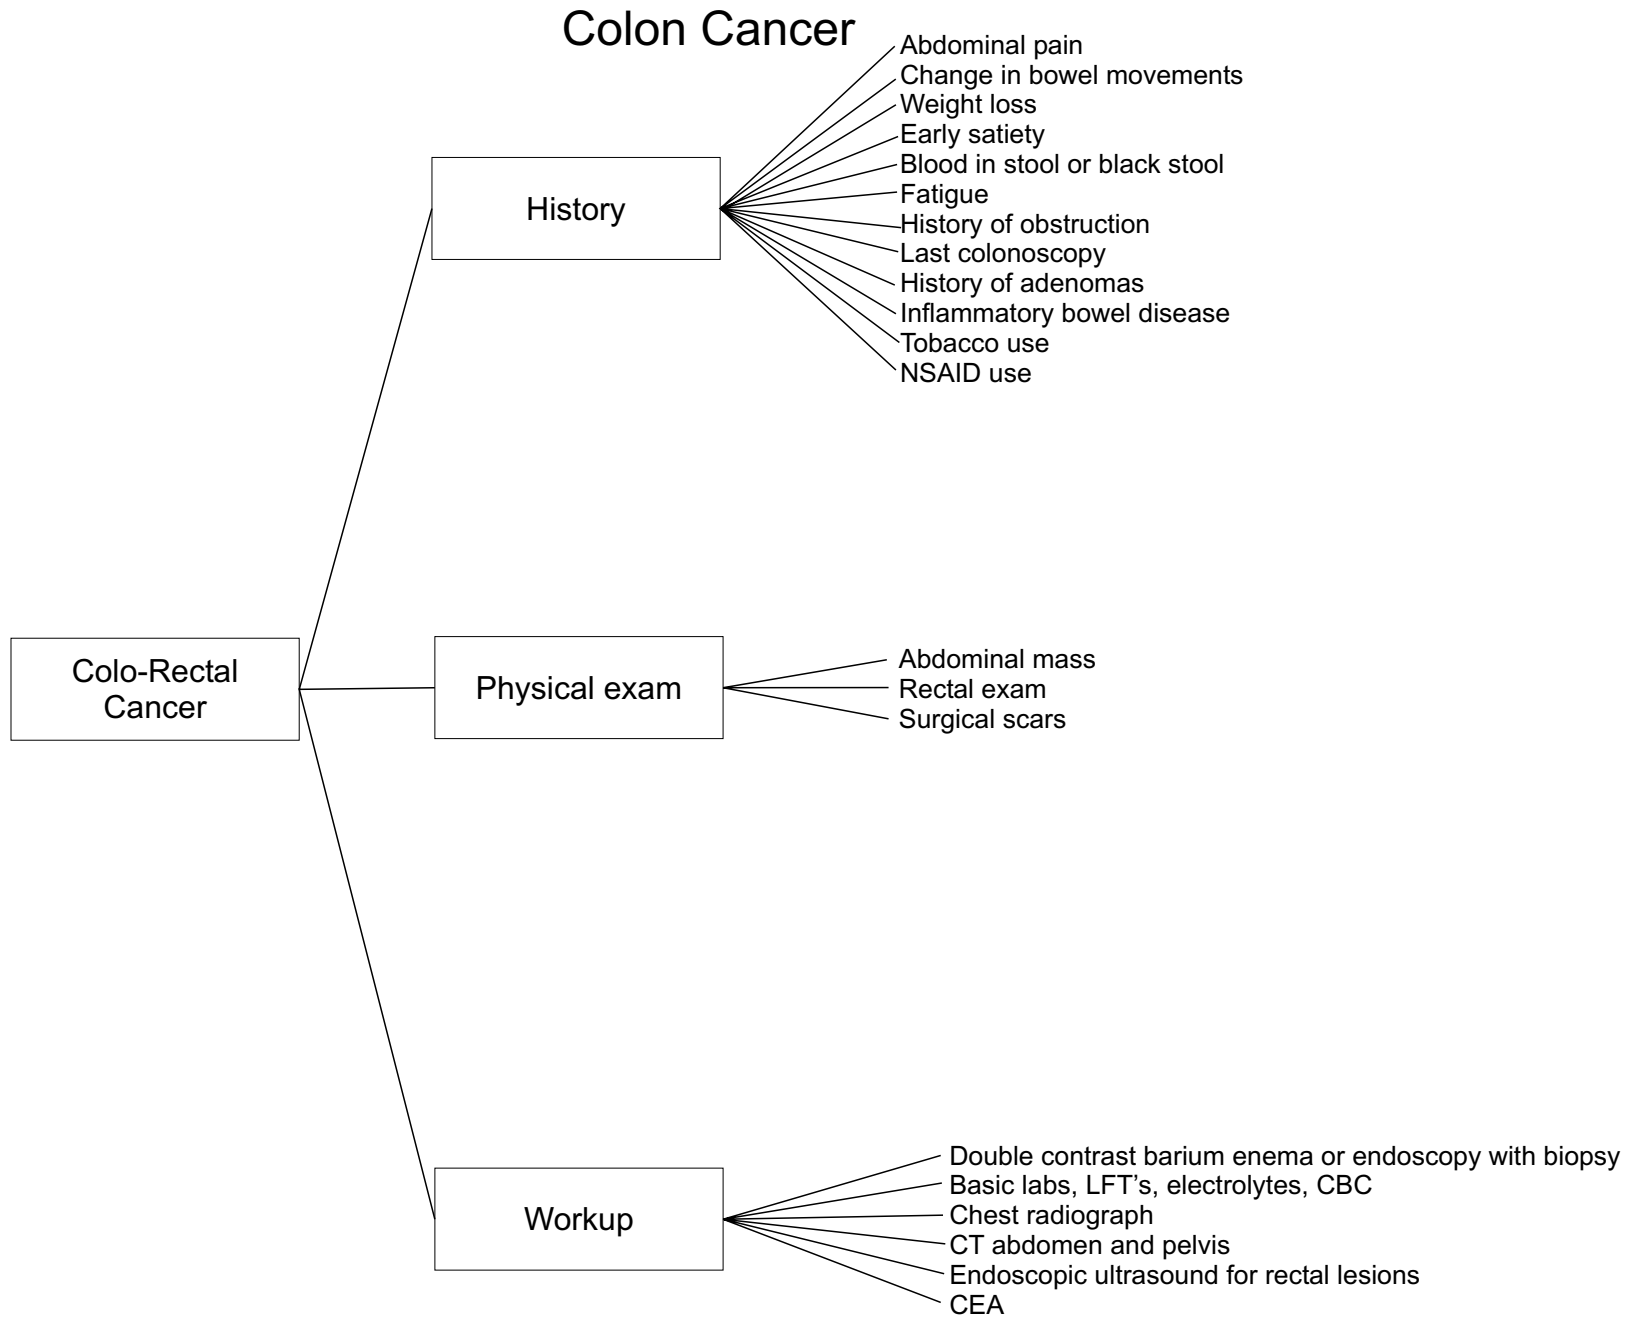 Colon Cancer
Abdominal pain
Change in bowel movements
Weight loss
Early satiety
Blood in stool or black stool
Fatigue
History of obstruction
Last colonoscopy
History of adenomas
Inflammatory bowel disease
Tobacco use
NSAID use
History
Colo-Rectal
Cancer
Physical exam
Abdominal mass
Rectal exam
Surgical scars
Workup
Double contrast barium enema or endoscopy with biopsy
Basic labs, LFT’s, electrolytes, CBC
Chest radiograph
CT abdomen and pelvis
Endoscopic ultrasound for rectal lesions
CEA